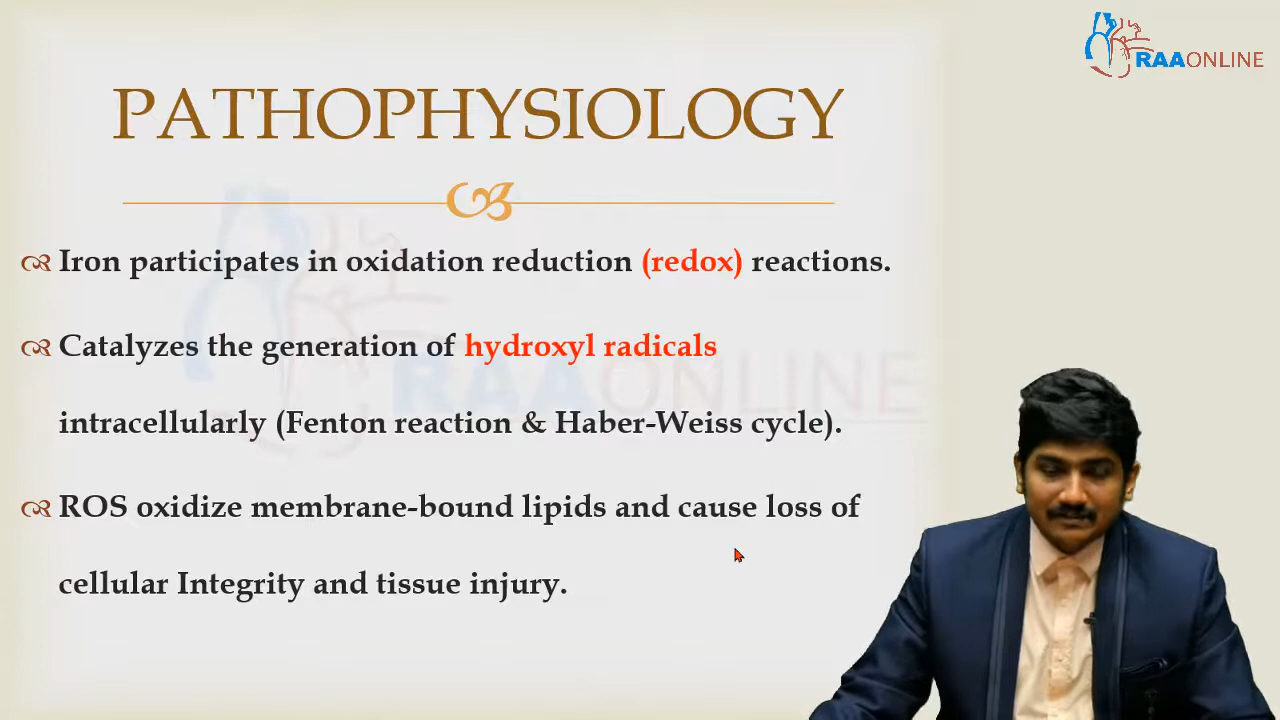 RAAONLINE
PATHOPHYSIOLOGY
Iron participates in oxidation reduction (redox) reactions.
Catalyzes the generation of hydroxyl radicals
intracellularly (Fenton reaction & Haber-Weiss cycle).
ROS oxidize membrane-bound lipids and cause loss of
cellular Integrity and tissue injury.
RAAONLINE